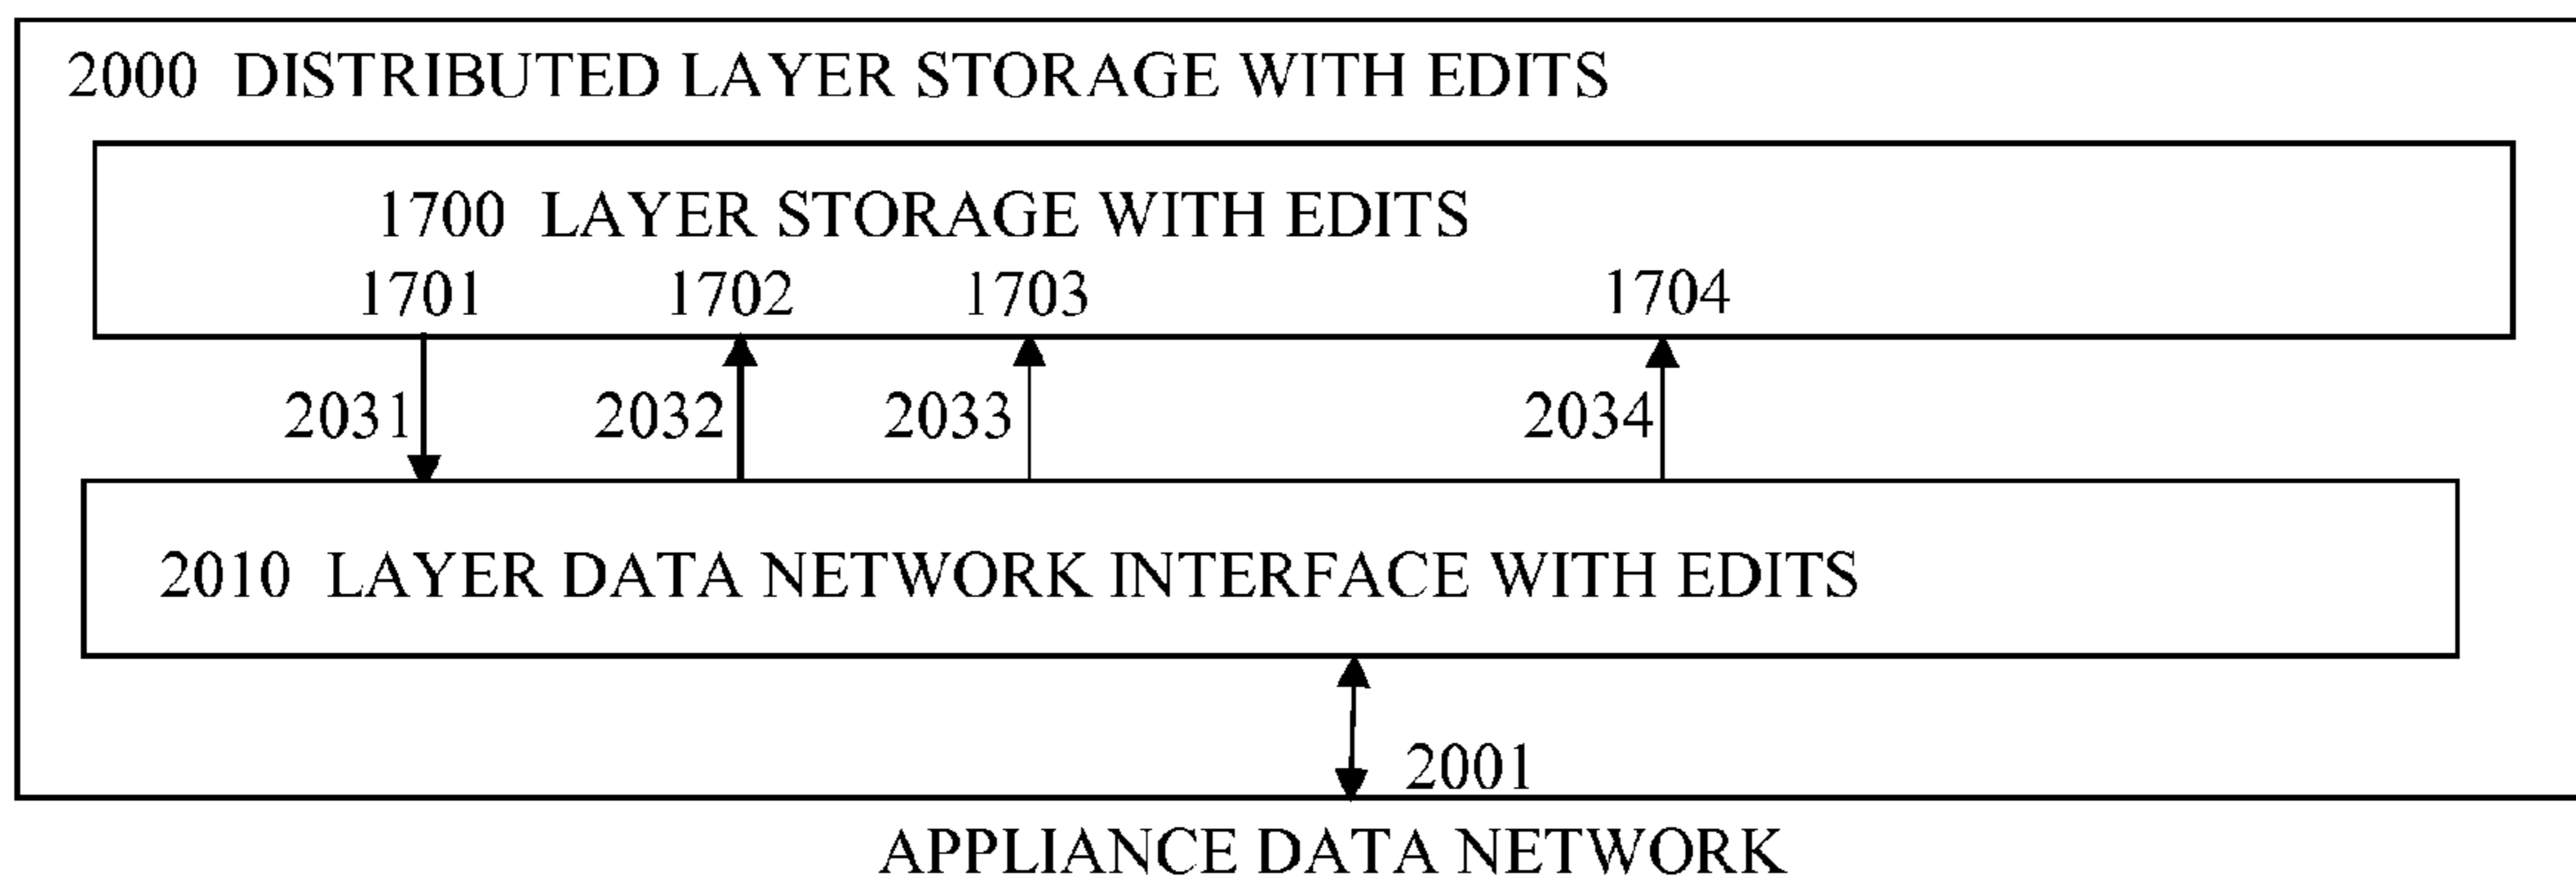 2000 DISTRIBUTED LAYER STORAGE WITH EDITS
1700 LAYER STORAGE WITH EDITS
1701 1702 1703 1704
2031 2032 2033 2034
2010 LAYER DATA NETWORK INTERFACE WITH EDITS
2001
APPLIANCE DATA NETWORK